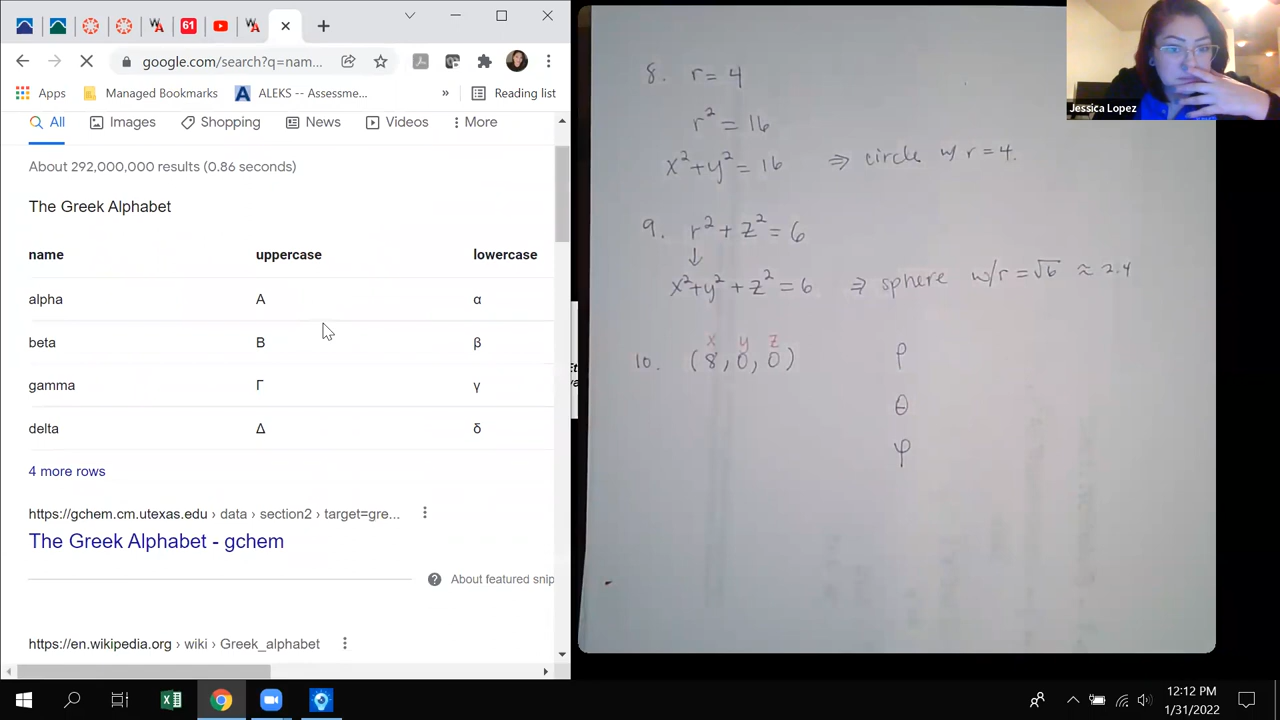 61
google.com/search?q=nam...
Apps Managed Bookmarks ALEKS -- Assessme... » Reading list
All Images Shopping News Videos More
About 292,000,000 results (0.86 seconds)
The Greek Alphabet
name uppercase lowercase
alpha Α α
beta Β β
gamma Γ γ
delta Δ δ
4 more rows
https://gchem.cm.utexas.edu › data › section2 › target=gre...
The Greek Alphabet - gchem
About featured snip
https://en.wikipedia.org › wiki › Greek_alphabet
8. r = 4
r² = 16
x² + y² = 16 ⇒ circle w/ r = 4.
9. r² + z² = 6
↓
x² + y² + z² = 6 ⇒ sphere w/ r = √6 ≈ 2.4
x y z
10. (8, 0, 0) ρ
θ
φ
Jessica Lopez
12:12 PM
1/31/2022